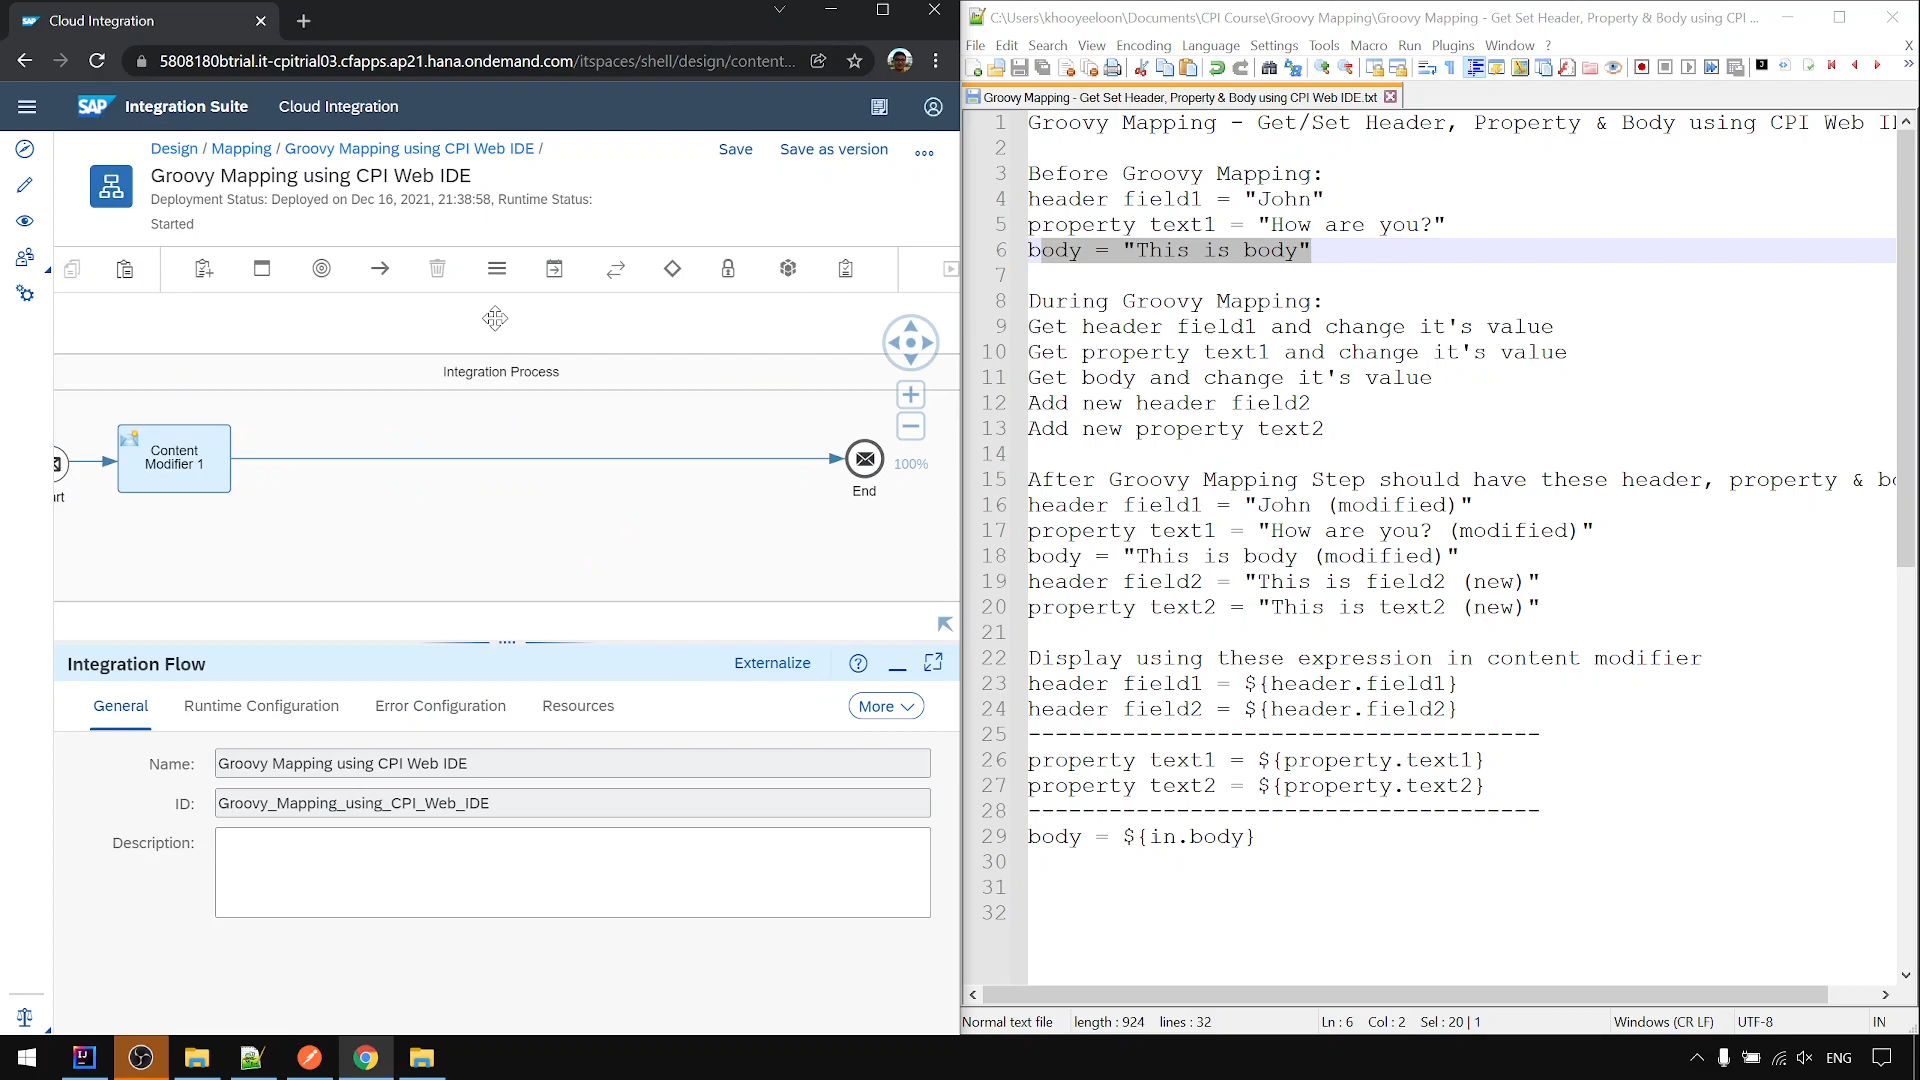 Cloud Integration
5808180btrial.it-cpitrial03.cfapps.ap21.hana.ondemand.com/itspaces/shell/design/content...
SAP Integration Suite Cloud Integration
Design / Mapping / Groovy Mapping using CPI Web IDE /
Save
Save as version
Groovy Mapping using CPI Web IDE
Deployment Status: Deployed on Dec 16, 2021, 21:38:58, Runtime Status:
Started
Integration Process
Content
Modifier 1
End
100%
Integration Flow
Externalize
General
Runtime Configuration
Error Configuration
Resources
More
Name:
Groovy Mapping using CPI Web IDE
ID:
Groovy_Mapping_using_CPI_Web_IDE
Description:
C:\Users\khooyeeloon\Documents\CPI Course\Groovy Mapping\Groovy Mapping - Get Set Header, Property & Body using CPI ...
File Edit Search View Encoding Language Settings Tools Macro Run Plugins Window ?
X
Groovy Mapping - Get Set Header, Property & Body using CPI Web IDE.txt
1 Groovy Mapping - Get/Set Header, Property & Body using CPI Web I
2
3 Before Groovy Mapping:
4 header field1 = "John"
5 property text1 = "How are you?"
6 body = "This is body"
7
8 During Groovy Mapping:
9 Get header field1 and change it's value
10 Get property text1 and change it's value
11 Get body and change it's value
12 Add new header field2
13 Add new property text2
14
15 After Groovy Mapping Step should have these header, property & bo
16 header field1 = "John (modified)"
17 property text1 = "How are you? (modified)"
18 body = "This is body (modified)"
19 header field2 = "This is field2 (new)"
20 property text2 = "This is text2 (new)"
21
22 Display using these expression in content modifier
23 header field1 = ${header.field1}
24 header field2 = ${header.field2}
25 --------------------------------------
26 property text1 = ${property.text1}
27 property text2 = ${property.text2}
28 --------------------------------------
29 body = ${in.body}
30
31
32
Normal text file
length : 924 lines : 32
Ln : 6 Col : 2 Sel : 20 | 1
Windows (CR LF)
UTF-8
IN
ENG